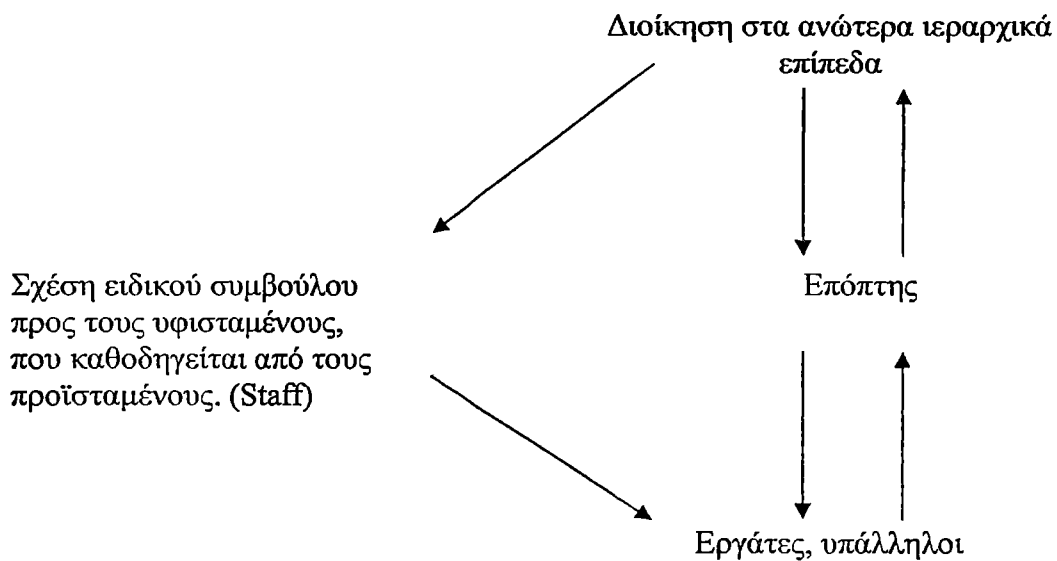 Διοίκηση στα ανώτερα ιεραρχικά
επίπεδα
Σχέση ειδικού συμβούλου
προς τους υφισταμένους,
που καθοδηγείται από τους
προϊσταμένους. (Staff)
Επόπτης
Εργάτες, υπάλληλοι